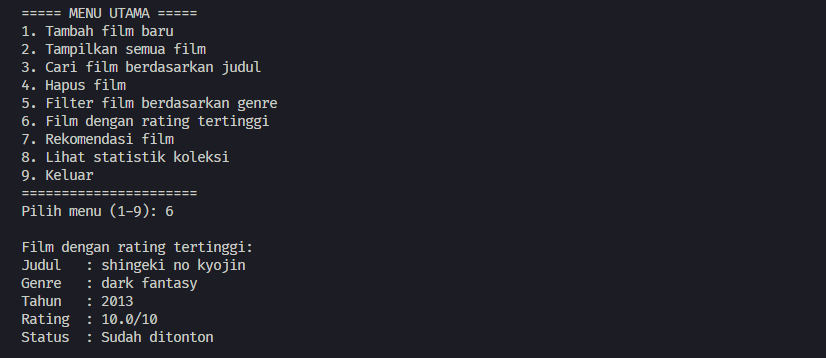 ===== MENU UTAMA =====
1. Tambah film baru
2. Tampilkan semua film
3. Cari film berdasarkan judul
4. Hapus film
5. Filter film berdasarkan genre
6. Film dengan rating tertinggi
7. Rekomendasi film
8. Lihat statistik koleksi
9. Keluar
======================
Pilih menu (1-9): 6
Film dengan rating tertinggi:
Judul   : shingeki no kyojin
Genre   : dark fantasy
Tahun   : 2013
Rating  : 10.0/10
Status  : Sudah ditonton